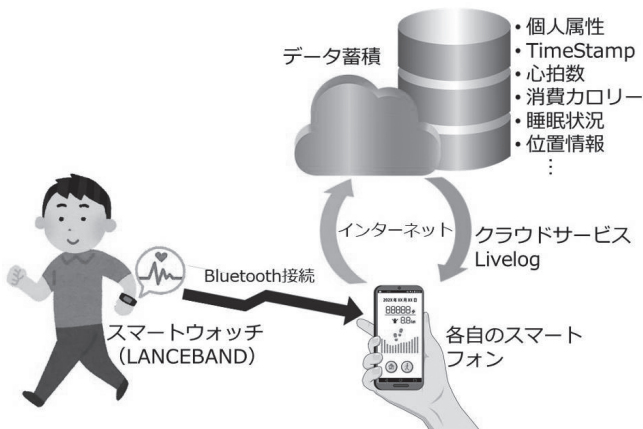 データ蓄積
・個人属性
・TimeStamp
・心拍数
・消費カロリー
・睡眠状況
・位置情報
⋮
インターネット
クラウドサービス
Livelog
Bluetooth接続
スマートウォッチ
（LANCEBAND）
各自のスマート
フォン